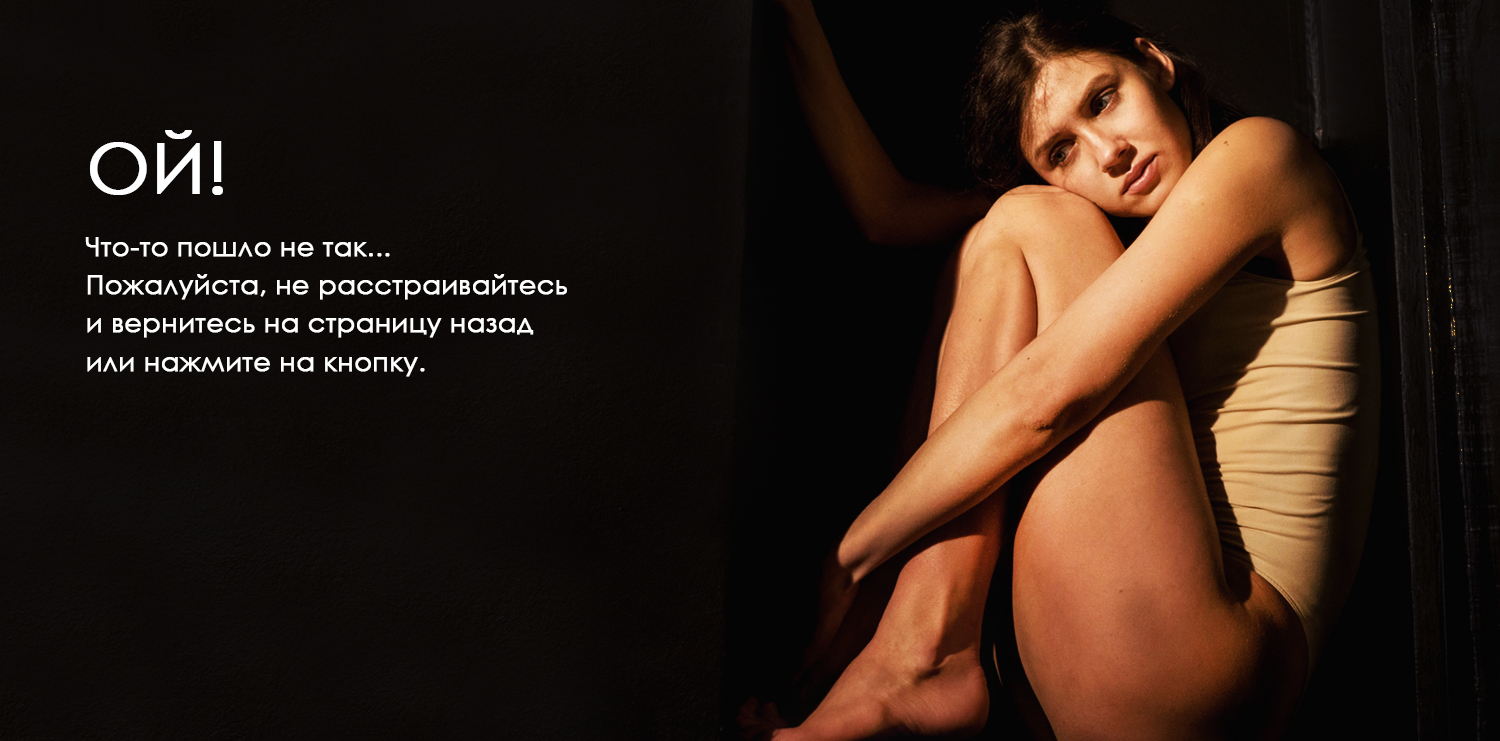 ой!
Что-то пошло не так...
Пожалуйста, не расстраивайтесь
и вернитесь на страницу назад
или нажмите на кнопку.